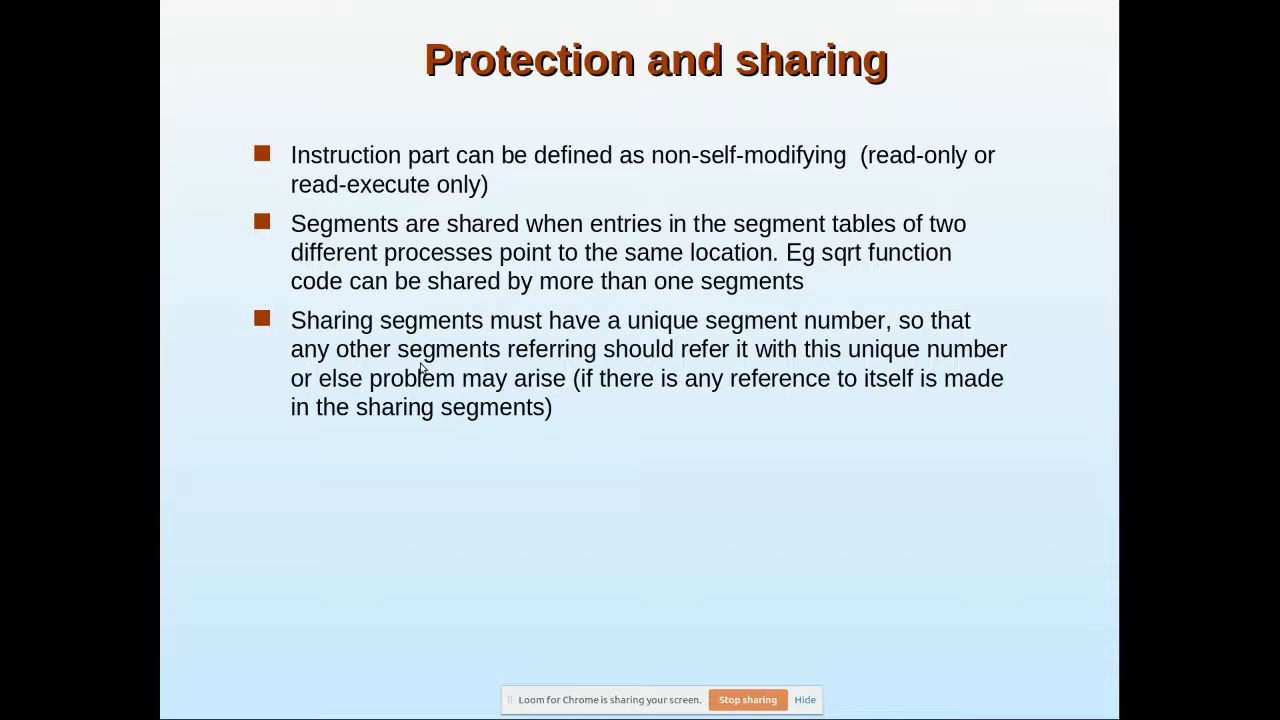 Protection and sharing
Instruction part can be defined as non-self-modifying  (read-only or
read-execute only)
Segments are shared when entries in the segment tables of two
different processes point to the same location. Eg sqrt function
code can be shared by more than one segments
Sharing segments must have a unique segment number, so that
any other segments referring should refer it with this unique number
or else problem may arise (if there is any reference to itself is made
in the sharing segments)
Loom for Chrome is sharing your screen. Stop sharing Hide